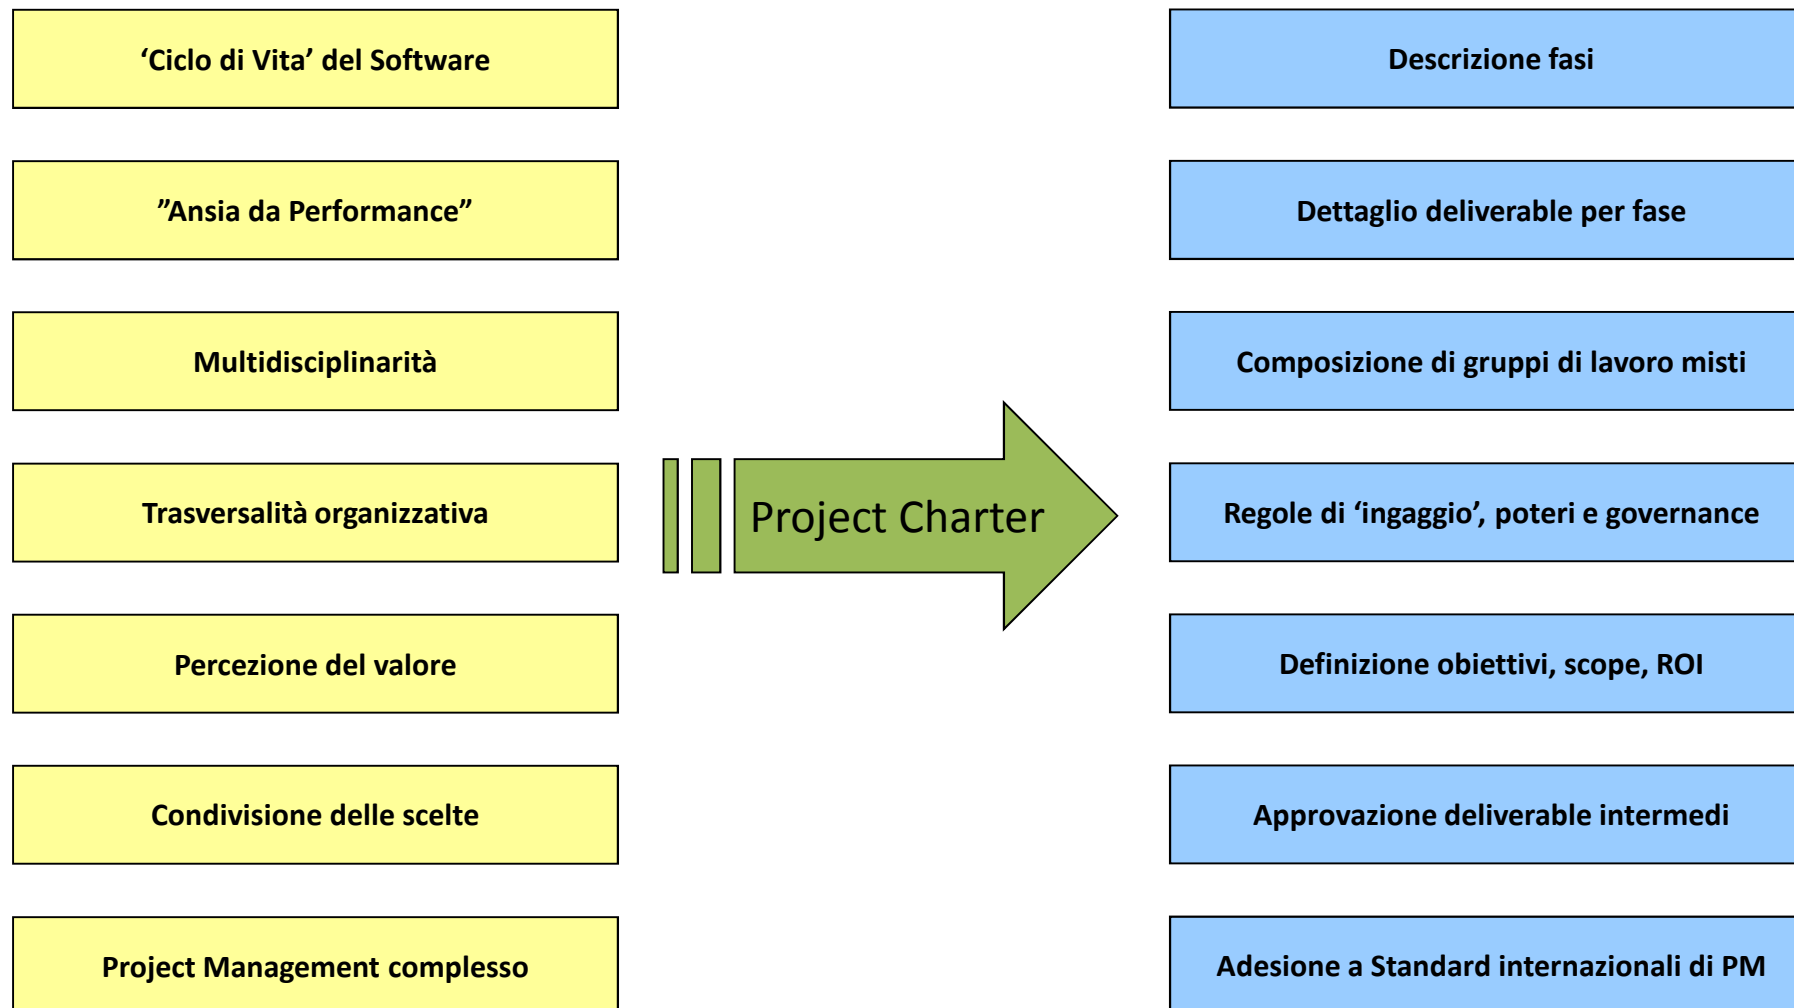 ‘Ciclo di Vita’ del Software
”Ansia da Performance”
Multidisciplinarità
Trasversalità organizzativa
Percezione del valore
Condivisione delle scelte
Project Management complesso
Project Charter
Descrizione fasi
Dettaglio deliverable per fase
Composizione di gruppi di lavoro misti
Regole di ‘ingaggio’, poteri e governance
Definizione obiettivi, scope, ROI
Approvazione deliverable intermedi
Adesione a Standard internazionali di PM